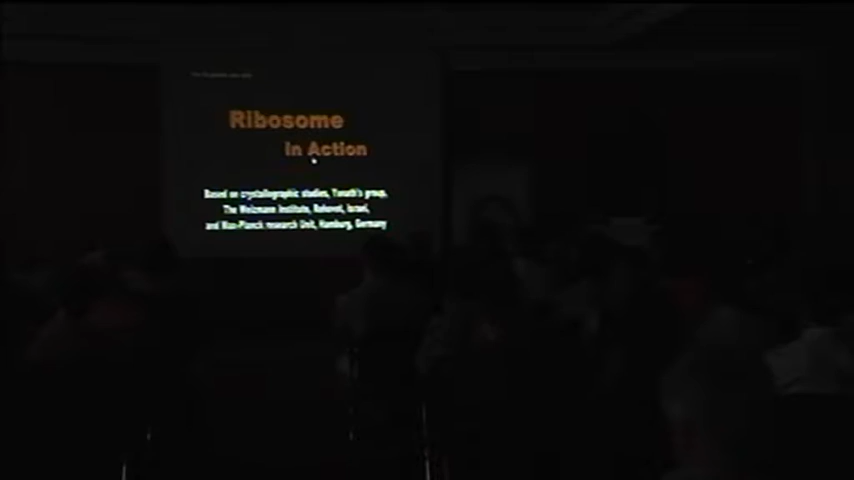 Ribosome
in Action
Based on crystallographic studies, Yonath's group,
The Weizmann Institute, Rehovot, Israel,
and Max-Planck research Unit, Hamburg, Germany